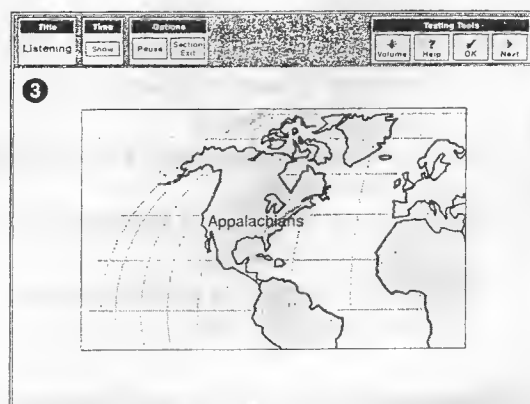 Title
Time
Options
Testing Tools
Listening
Show
Pause
Section
Exit
Volume
?
Help
OK
Next
3
Appalachians